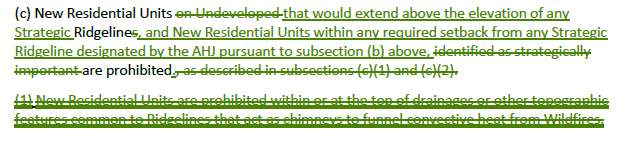 (c) New Residential Units on Undeveloped that would extend above the elevation of any
Strategic Ridgelines, and New Residential Units within any required setback from any Strategic
Ridgeline designated by the AHJ pursuant to subsection (b) above, identified as strategically
important are prohibited., as described in subsections (c)(1) and (c)(2).
(1) New Residential Units are prohibited within or at the top of drainages or other topographic
features common to Ridgelines that act as chimneys to funnel convective heat from Wildfires.